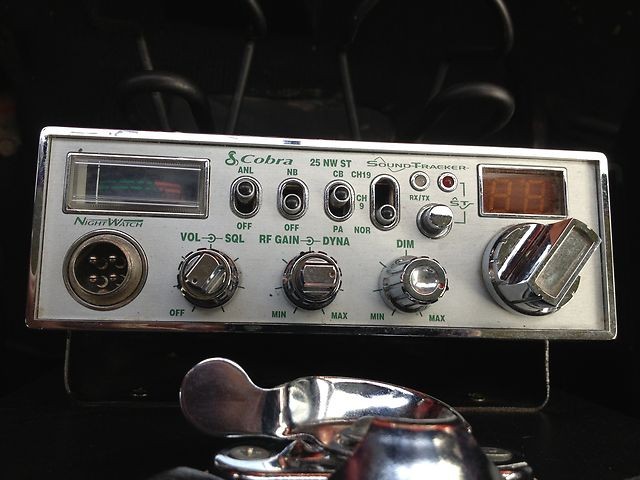 Cobra 25 NW ST SOUNDTRACKER
ANL NB CB CH19
CH
9
RX/TX
ST
OFF OFF PA NOR
NIGHTWATCH
VOL SQL RF GAIN DYNA DIM
OFF MIN MAX MIN MAX